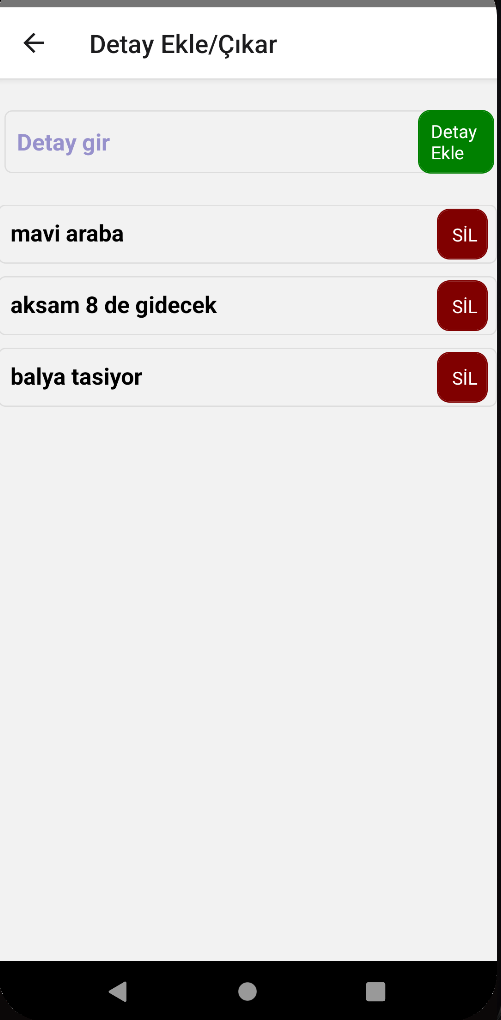 Detay Ekle/Çıkar
Detay gir
Detay
Ekle
mavi araba
SİL
aksam 8 de gidecek
SİL
balya tasiyor
SİL